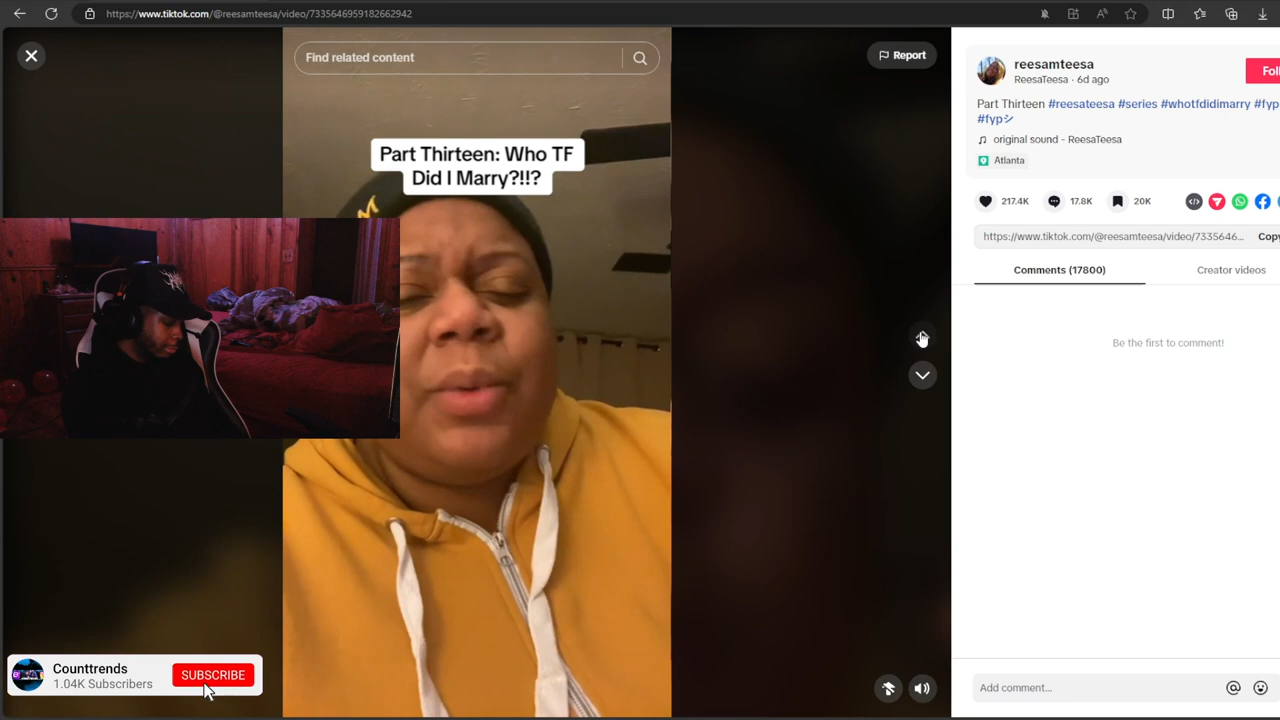 https://www.tiktok.com/@reesamteesa/video/7335646959182662942
Find related content
Report
Part Thirteen: Who TF
Did I Marry?!!?
Counttrends
1.04K Subscribers
SUBSCRIBE
reesamteesa
ReesaTeesa · 6d ago
Foll
Part Thirteen #reesateesa #series #whotfdidimarry #fyp
#fypシ
original sound - ReesaTeesa
Atlanta
217.4K
17.8K
20K
https://www.tiktok.com/@reesamteesa/video/7335646...
Copy
Comments (17800)
Creator videos
Be the first to comment!
Add comment...